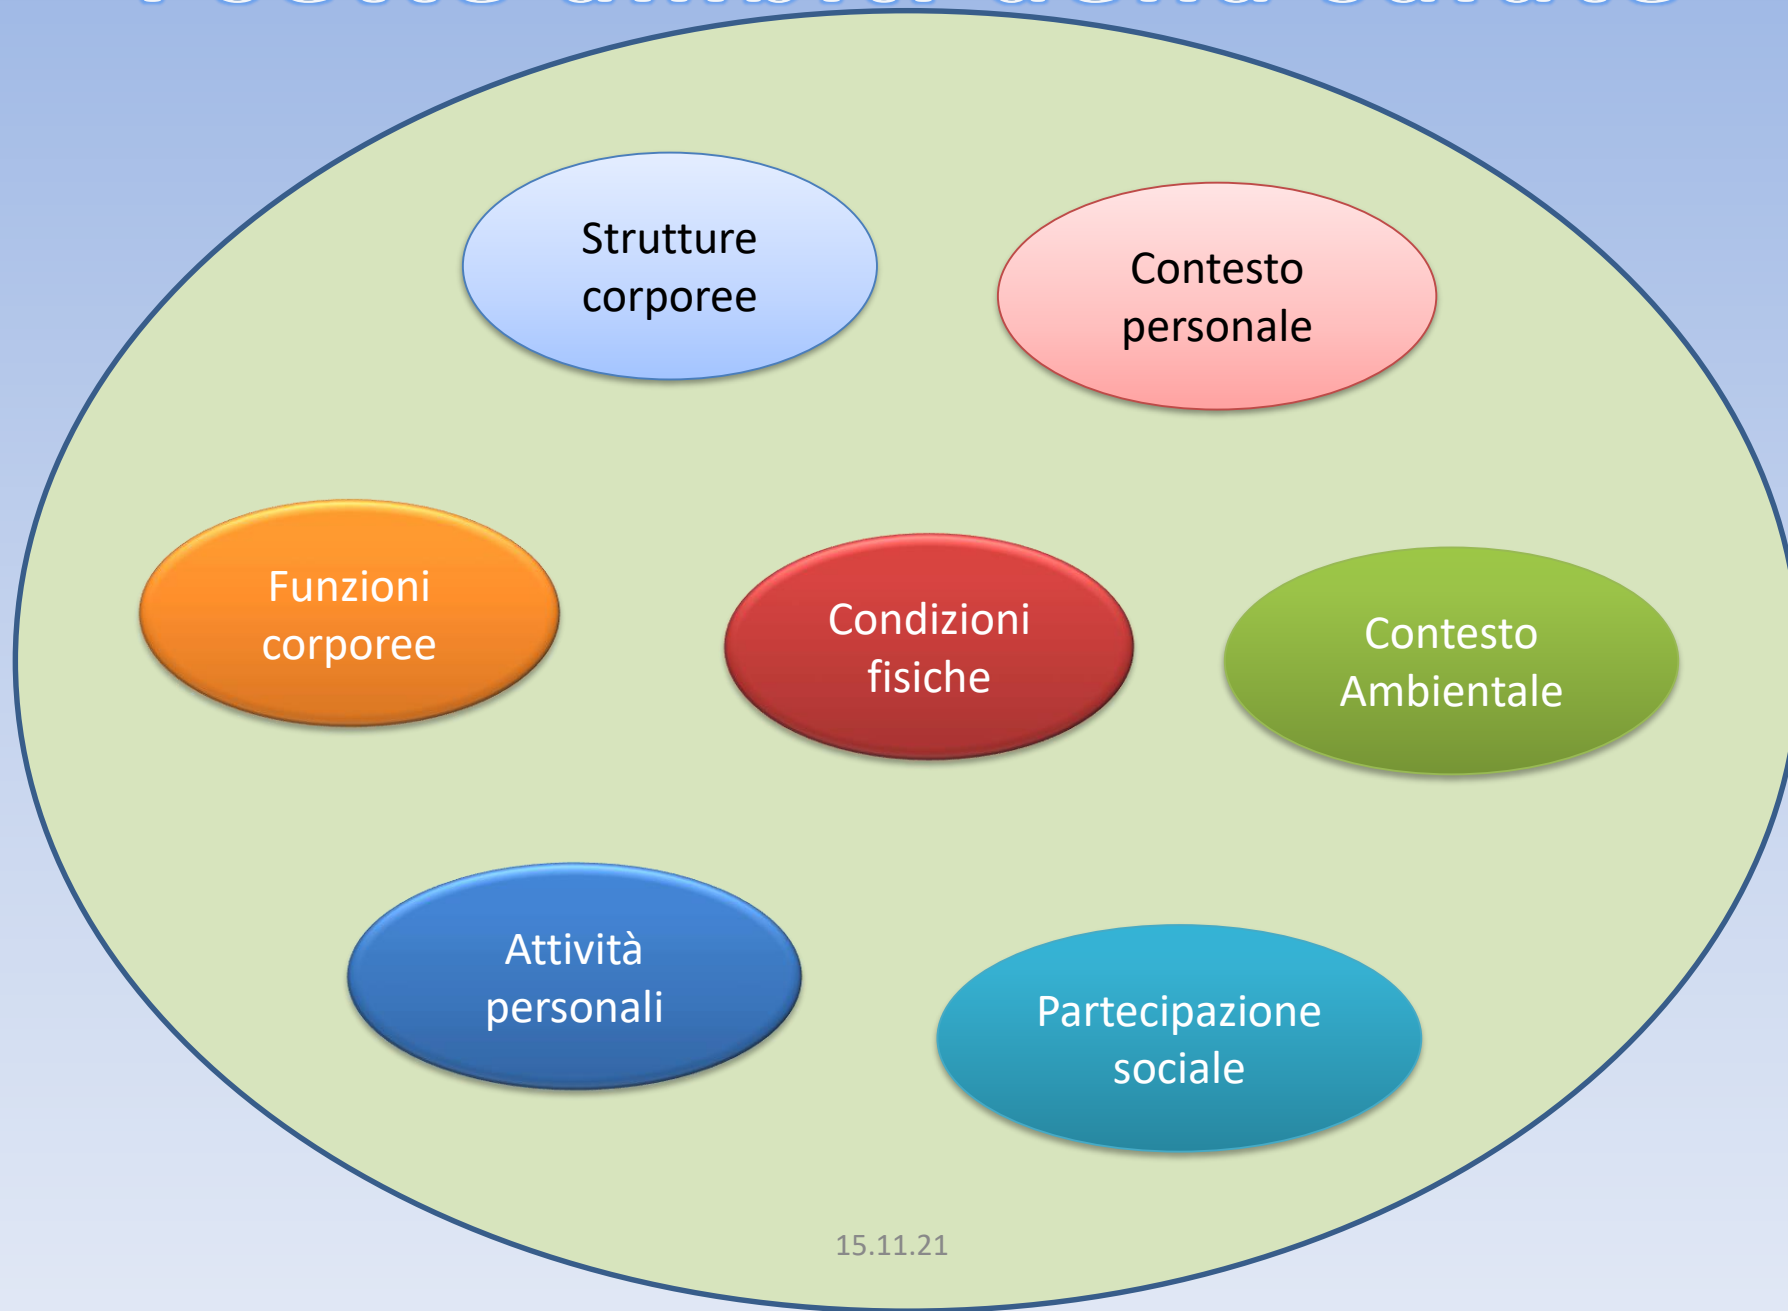 Strutture
corporee
Contesto
personale
Funzioni
corporee
Condizioni
fisiche
Contesto
Ambientale
Attività
personali
Partecipazione
sociale
15.11.21